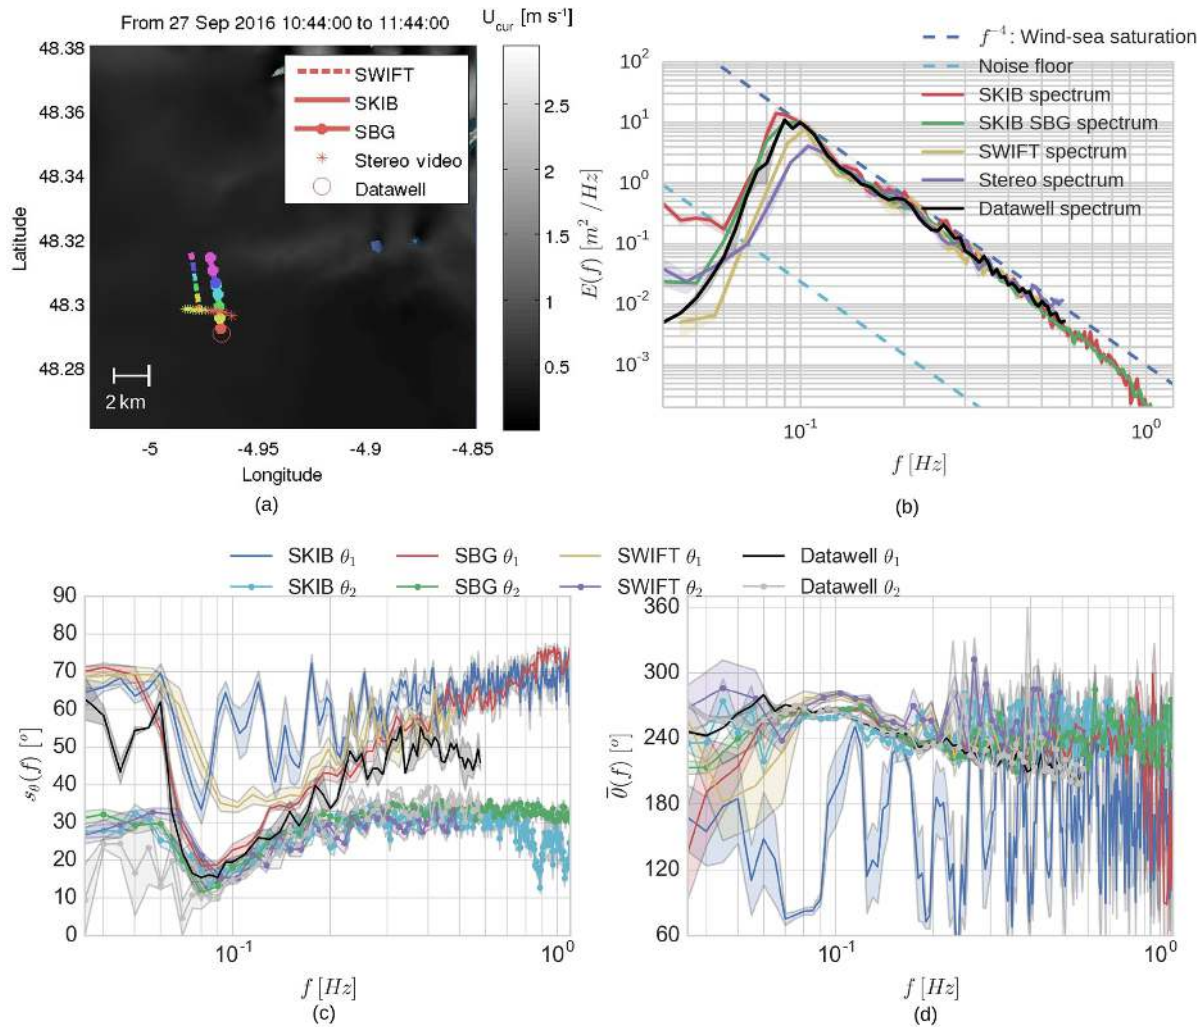 From 27 Sep 2016 10:44:00 to 11:44:00
U_cur [m s⁻¹]
48.38
48.36
48.34
48.32
48.3
48.28
Latitude
SWIFT
SKIB
SBG
Stereo video
Datawell
2 km
-5
-4.95
-4.9
-4.85
Longitude
2.5
2
1.5
1
0.5
(a)
f⁻⁴: Wind-sea saturation
Noise floor
SKIB spectrum
SKIB SBG spectrum
SWIFT spectrum
Stereo spectrum
Datawell spectrum
10²
10¹
10⁰
10⁻¹
10⁻²
10⁻³
E(f) [m² /Hz]
10⁻¹
10⁰
f [Hz]
(b)
SKIB θ₁
SBG θ₁
SWIFT θ₁
Datawell θ₁
SKIB θ₂
SBG θ₂
SWIFT θ₂
Datawell θ₂
90
80
70
60
50
40
30
20
10
0
s_θ(f) [°]
10⁻¹
10⁰
f [Hz]
(c)
360
300
240
180
120
60
θ̄(f) [°]
10⁻¹
10⁰
f [Hz]
(d)